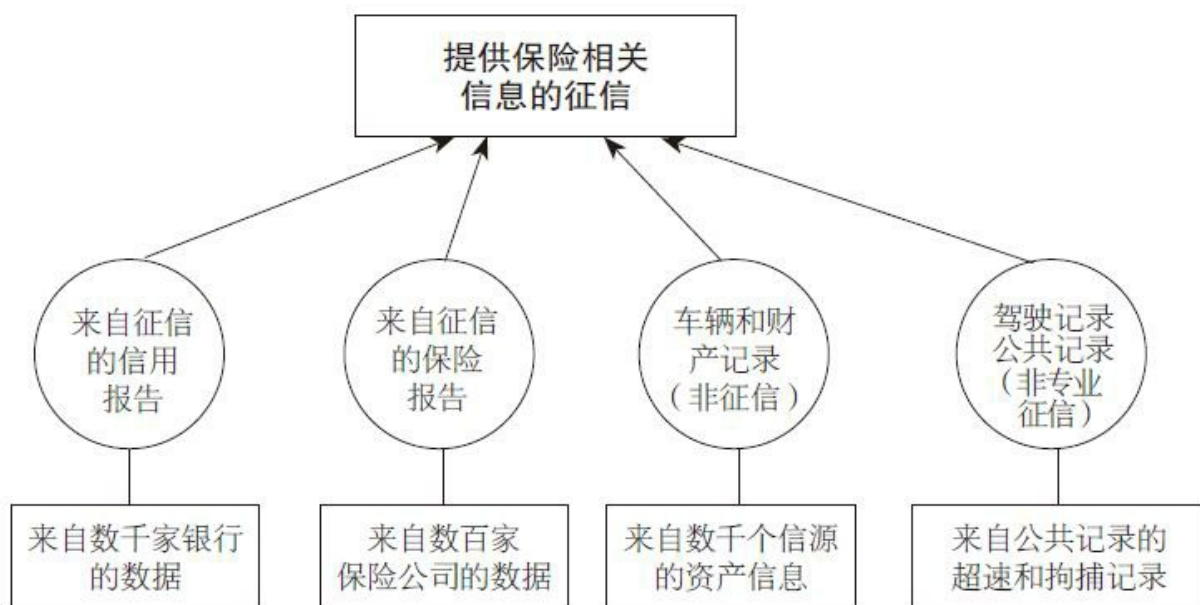 提供保险相关
信息的征信
来自征信
的信用
报告
来自征信
的保险
报告
车辆和财
产记录
（非征信）
驾驶记录
公共记录
（非专业
征信）
来自数千家银行
的数据
来自数百家
保险公司的数据
来自数千个信源
的资产信息
来自公共记录的
超速和拘捕记录